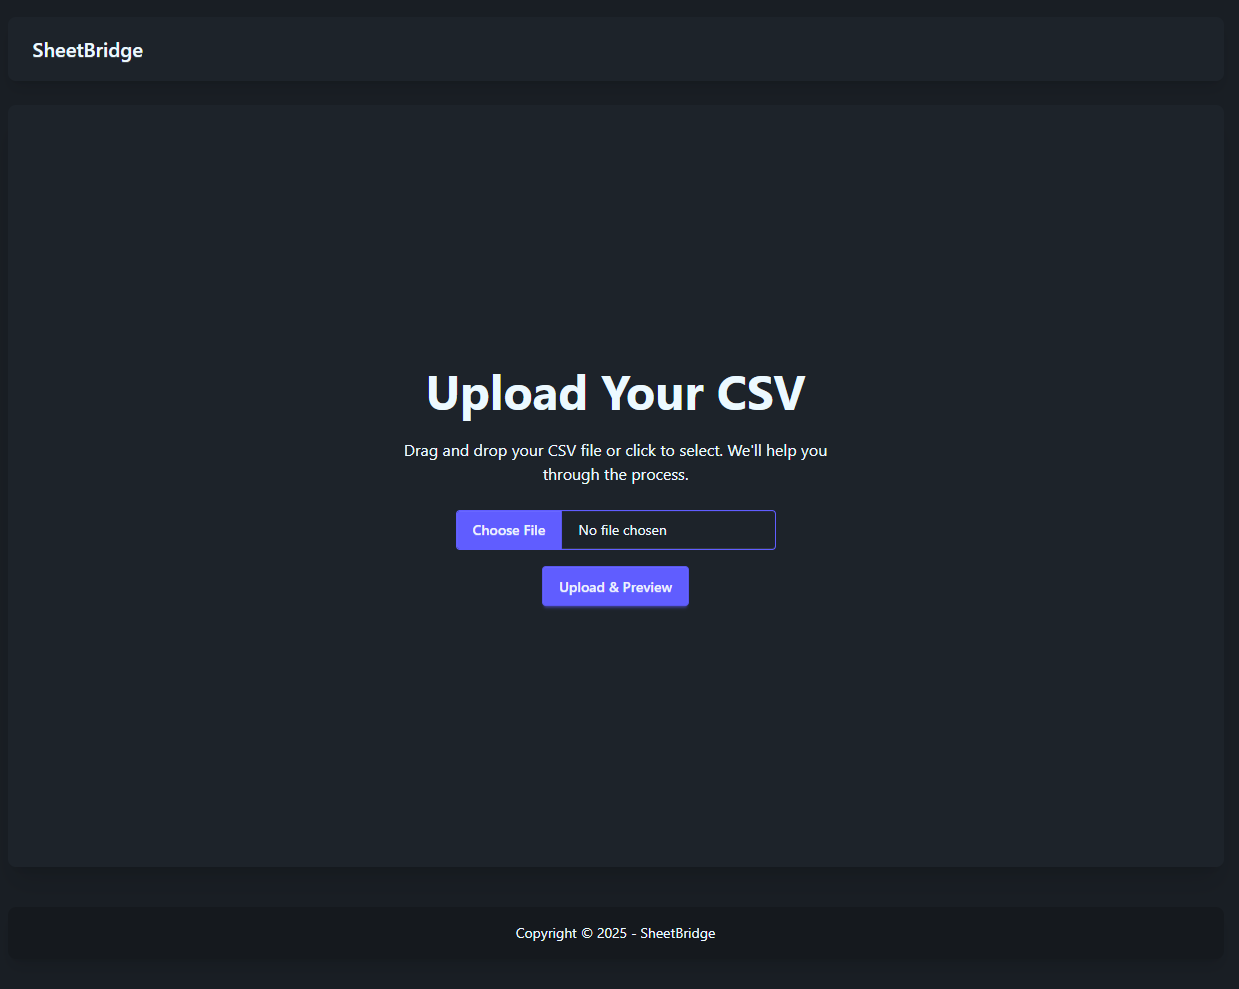 SheetBridge
Upload Your CSV
Drag and drop your CSV file or click to select. We'll help you
through the process.
Choose File No file chosen
Upload & Preview
Copyright © 2025 - SheetBridge